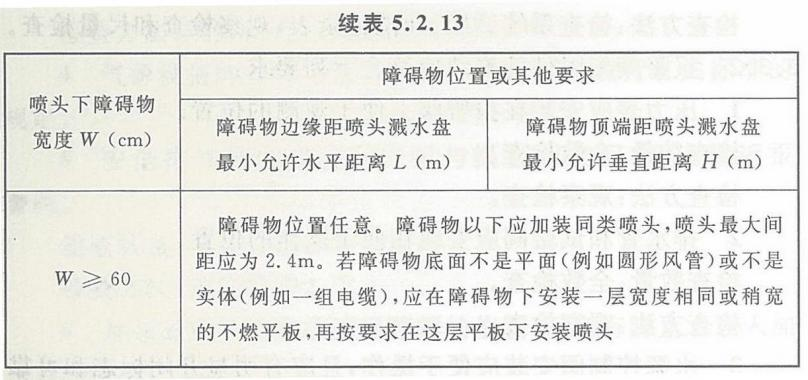 续表 5.2.13
喷头下障碍物
宽度 W (cm)
障碍物位置或其他要求
障碍物边缘距喷头溅水盘
最小允许水平距离 L (m)
障碍物顶端距喷头溅水盘
最小允许垂直距离 H (m)
W ≥ 60
障碍物位置任意。障碍物以下应加装同类喷头,喷头最大间
距应为 2.4m。若障碍物底面不是平面(例如圆形风管)或不是
实体(例如一组电缆),应在障碍物下安装一层宽度相同或稍宽
的不燃平板,再按要求在这层平板下安装喷头